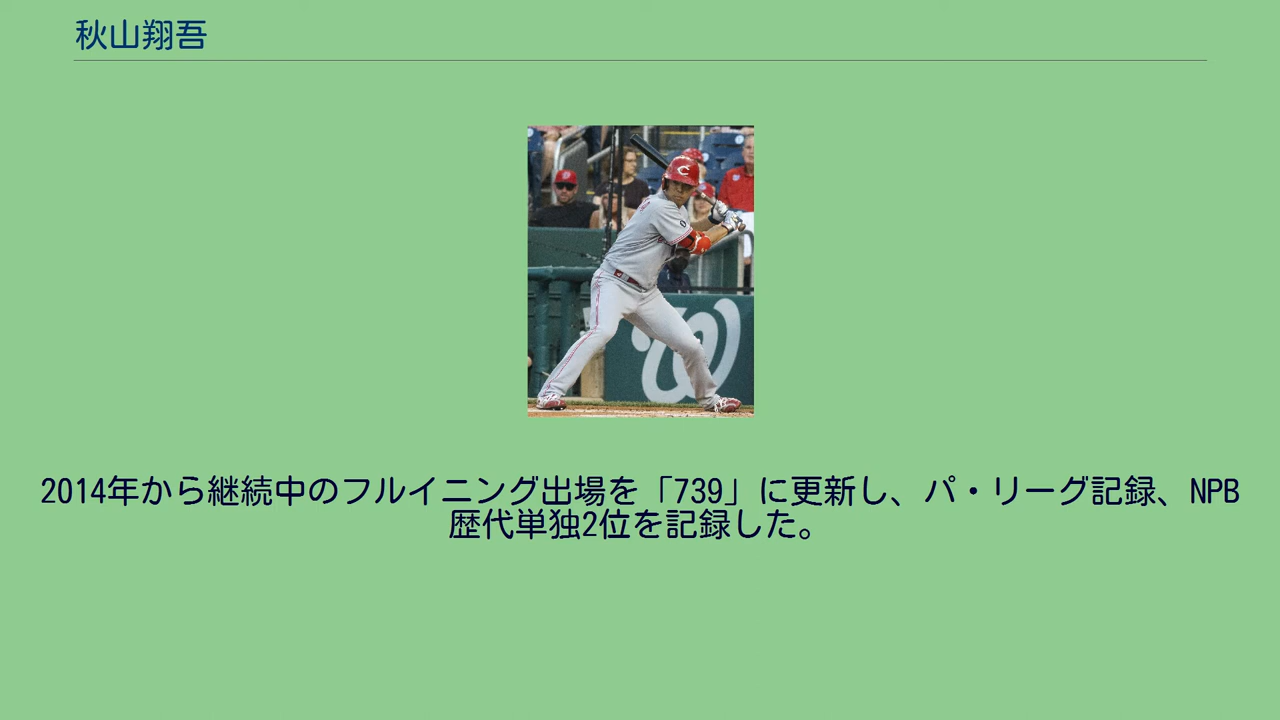 秋山翔吾
2014年から継続中のフルイニング出場を「739」に更新し、パ・リーグ記録、NPB
歴代単独2位を記録した。